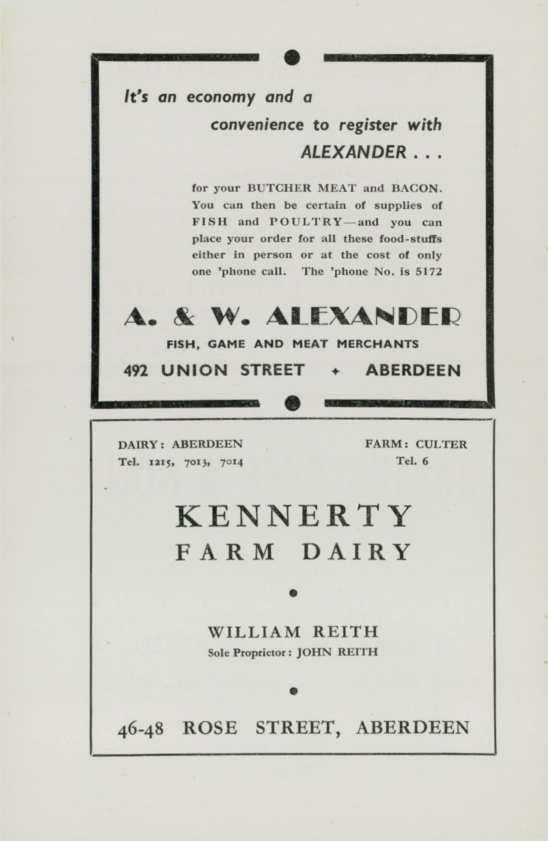 It's an economy and a
convenience to register with
ALEXANDER . . .
for your BUTCHER MEAT and BACON.
You can then be certain of supplies of
FISH and POULTRY—and you can
place your order for all these food-stuffs
either in person or at the cost of only
one 'phone call. The 'phone No. is 5172
A. & W. ALEXANDER
FISH, GAME AND MEAT MERCHANTS
492 UNION STREET + ABERDEEN
DAIRY : ABERDEEN
Tel. 1215, 7013, 7014
FARM : CULTER
Tel. 6
KENNERTY
FARM DAIRY
WILLIAM REITH
Sole Proprietor : JOHN REITH
46-48 ROSE STREET, ABERDEEN